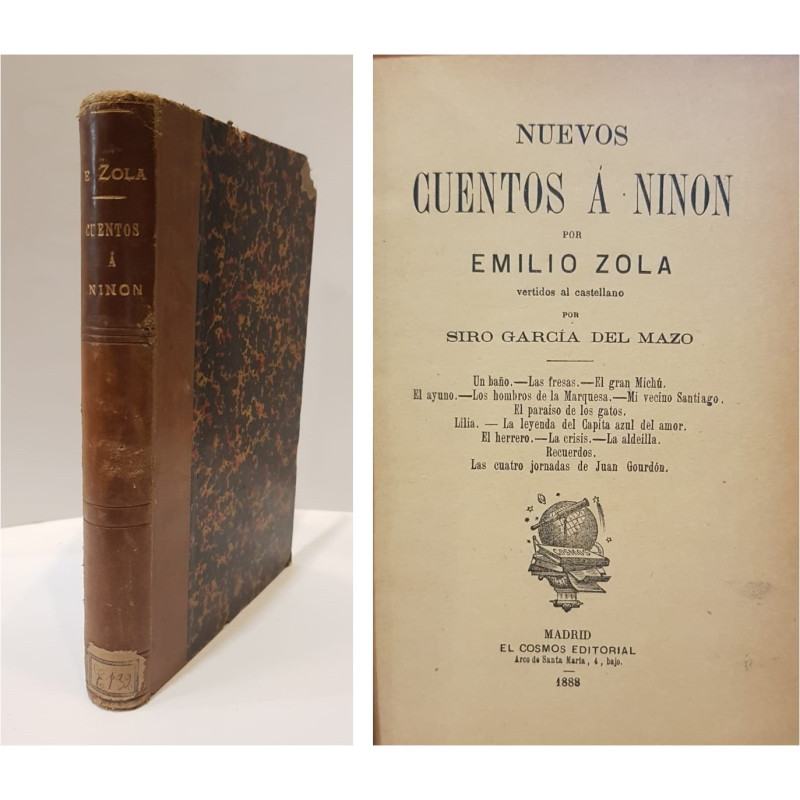 E ZOLA
CUENTOS
Á
NINON
NUEVOS
CUENTOS Á NINON
POR
EMILIO ZOLA
vertidos al castellano
POR
SIRO GARCÍA DEL MAZO
Un baño.—Las fresas.—El gran Michú.
El ayuno.—Los hombros de la Marquesa.—Mi vecino Santiago.
El paraiso de los gatos.
Lilia. — La leyenda del Capita azul del amor.
El herrero.—La crisis.—La aldeilla.
Recuerdos.
Las cuatro jornadas de Juan Gourdón.
COSMOS
MADRID
EL COSMOS EDITORIAL
Arco de Santa Maria, 4, bajo.
1888